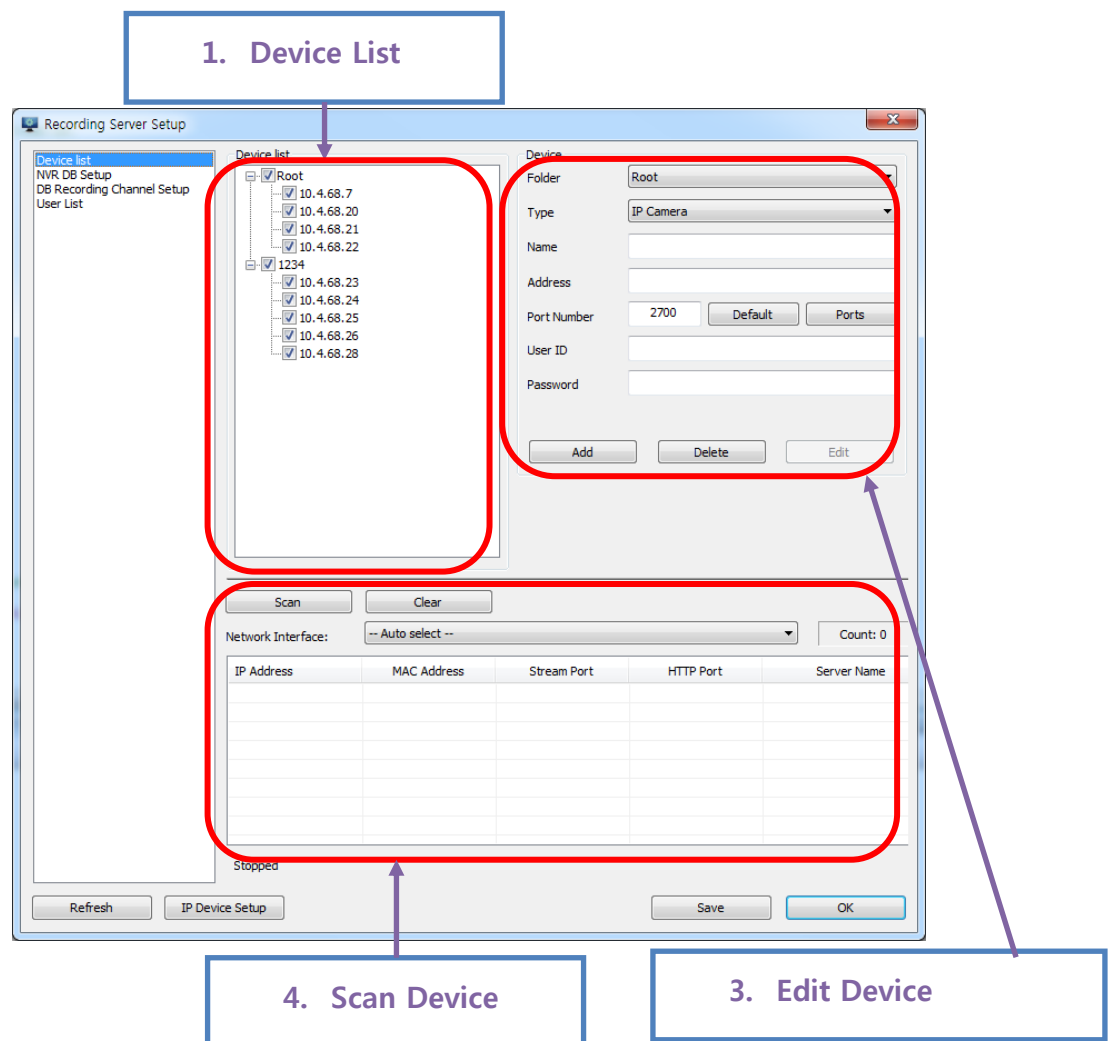 1. Device List
Recording Server Setup
Device list
NVR DB Setup
DB Recording Channel Setup
User List
Device list
Root
10.4.68.7
10.4.68.20
10.4.68.21
10.4.68.22
1234
10.4.68.23
10.4.68.24
10.4.68.25
10.4.68.26
10.4.68.28
Device
Folder Root
Type IP Camera
Name
Address
Port Number 2700 Default Ports
User ID
Password
Add Delete Edit
Scan Clear
Network Interface: -- Auto select -- Count: 0
IP Address MAC Address Stream Port HTTP Port Server Name
Stopped
Refresh IP Device Setup Save OK
4. Scan Device
3. Edit Device